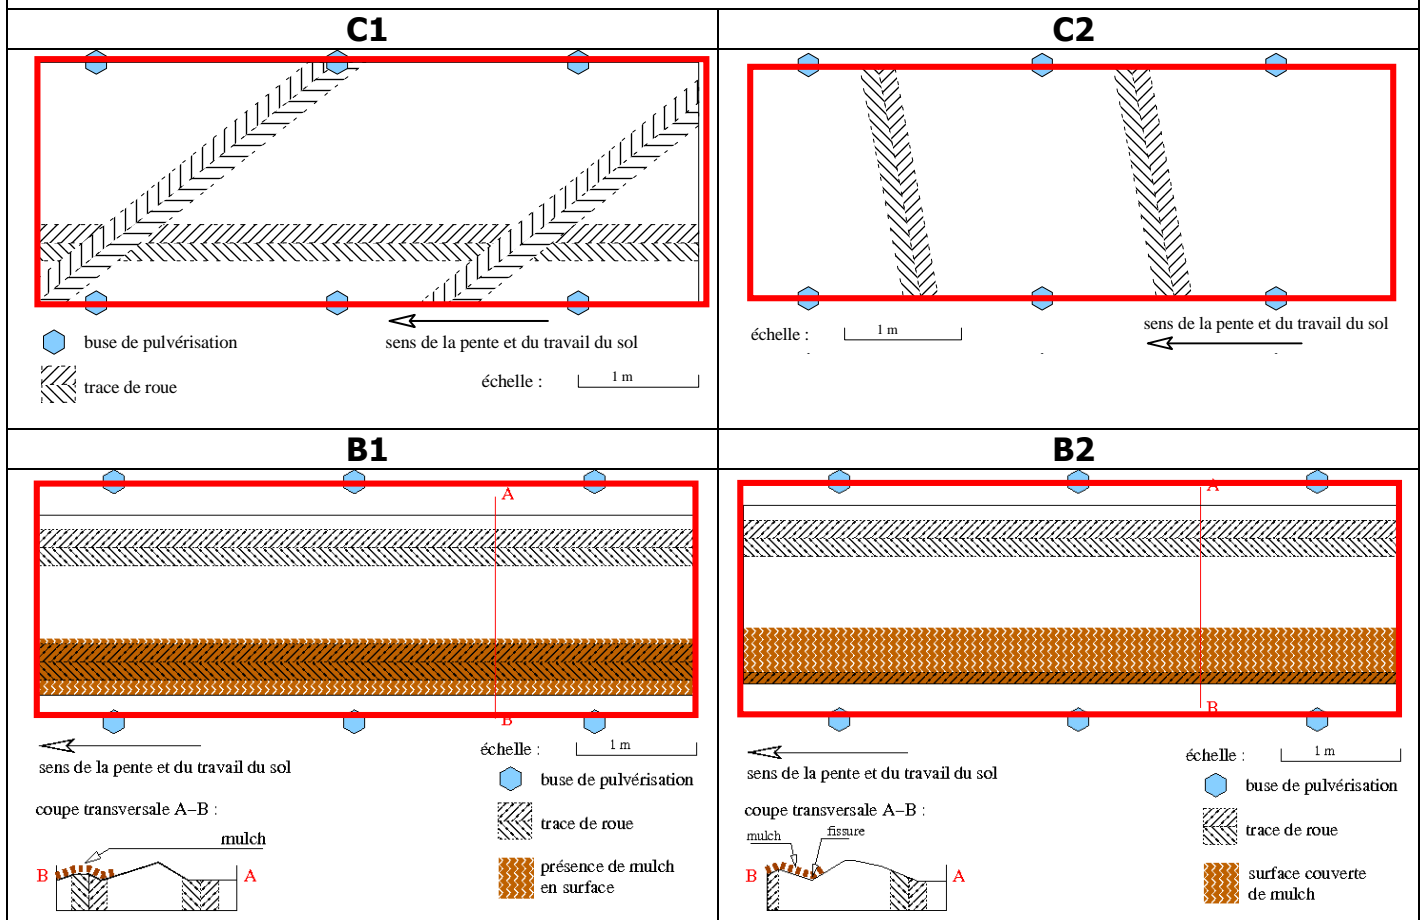 C1
C2
buse de pulvérisation
sens de la pente et du travail du sol
trace de roue
échelle :
1 m
échelle :
1 m
sens de la pente et du travail du sol
B1
B2
A
B
sens de la pente et du travail du sol
échelle :
1 m
buse de pulvérisation
coupe transversale A–B :
trace de roue
mulch
B
A
présence de mulch
en surface
A
B
sens de la pente et du travail du sol
échelle :
1 m
buse de pulvérisation
coupe transversale A–B :
trace de roue
mulch
fissure
B
A
surface couverte
de mulch